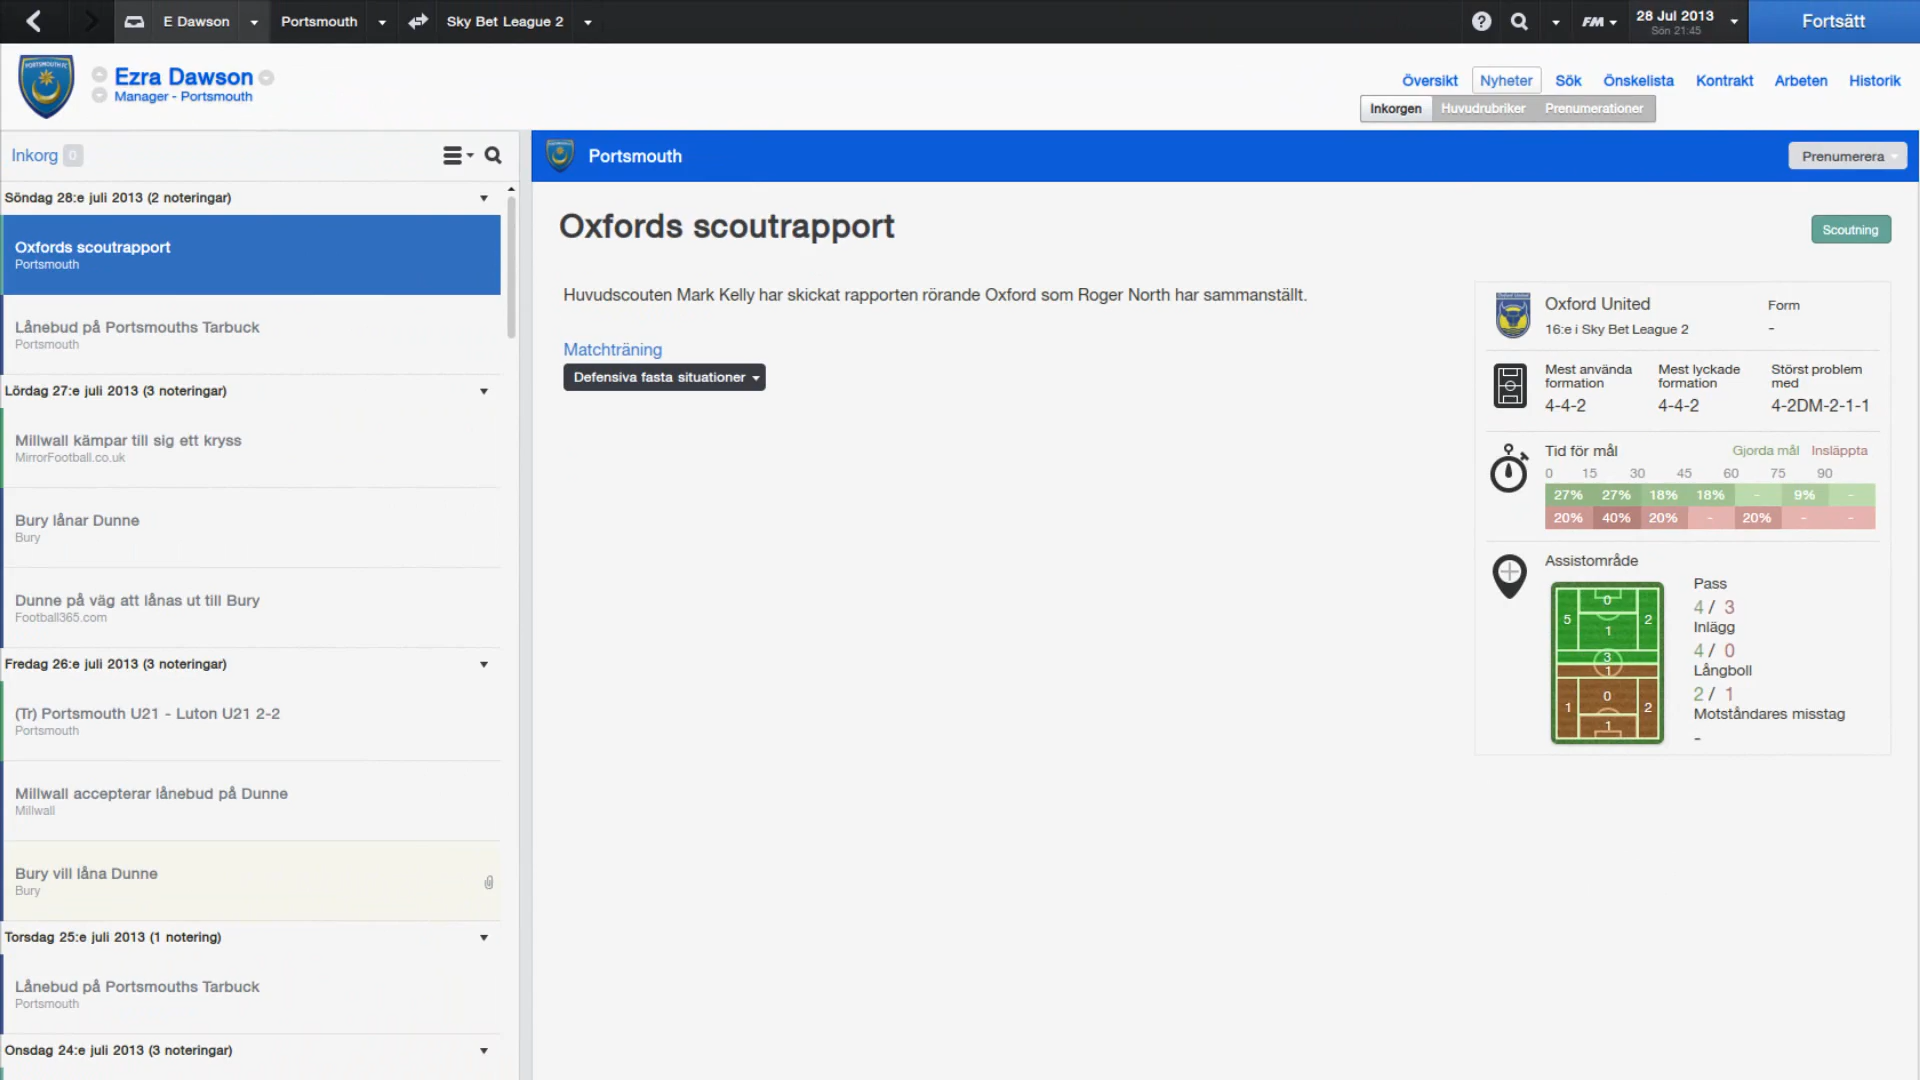 E Dawson
Portsmouth
Sky Bet League 2
FM
28 Jul 2013
Sön 21:45
Fortsätt
Ezra Dawson
Manager - Portsmouth
Översikt
Nyheter
Sök
Önskelista
Kontrakt
Arbeten
Historik
Inkorgen
Huvudrubriker
Prenumerationer
Inkorg 0
Portsmouth
Prenumerera
Söndag 28:e juli 2013 (2 noteringar)
Oxfords scoutrapport
Portsmouth
Lånebud på Portsmouths Tarbuck
Portsmouth
Lördag 27:e juli 2013 (3 noteringar)
Millwall kämpar till sig ett kryss
MirrorFootball.co.uk
Bury lånar Dunne
Bury
Dunne på väg att lånas ut till Bury
Football365.com
Fredag 26:e juli 2013 (3 noteringar)
(Tr) Portsmouth U21 - Luton U21 2-2
Portsmouth
Millwall accepterar lånebud på Dunne
Millwall
Bury vill låna Dunne
Bury
Torsdag 25:e juli 2013 (1 notering)
Lånebud på Portsmouths Tarbuck
Portsmouth
Onsdag 24:e juli 2013 (3 noteringar)
Oxfords scoutrapport
Scoutning
Huvudscouten Mark Kelly har skickat rapporten rörande Oxford som Roger North har sammanställt.
Matchträning
Defensiva fasta situationer
Oxford United
16:e i Sky Bet League 2
Form
-
Mest använda formation
4-4-2
Mest lyckade formation
4-4-2
Störst problem med
4-2DM-2-1-1
Tid för mål
Gjorda mål Insläppta
0 15 30 45 60 75 90
27% 27% 18% 18% - 9% -
20% 40% 20% - 20% - -
Assistområde
0
5 2
1
3
1
0
1 2
1
Pass
4 / 3
Inlägg
4 / 0
Långboll
2 / 1
Motståndares misstag
-